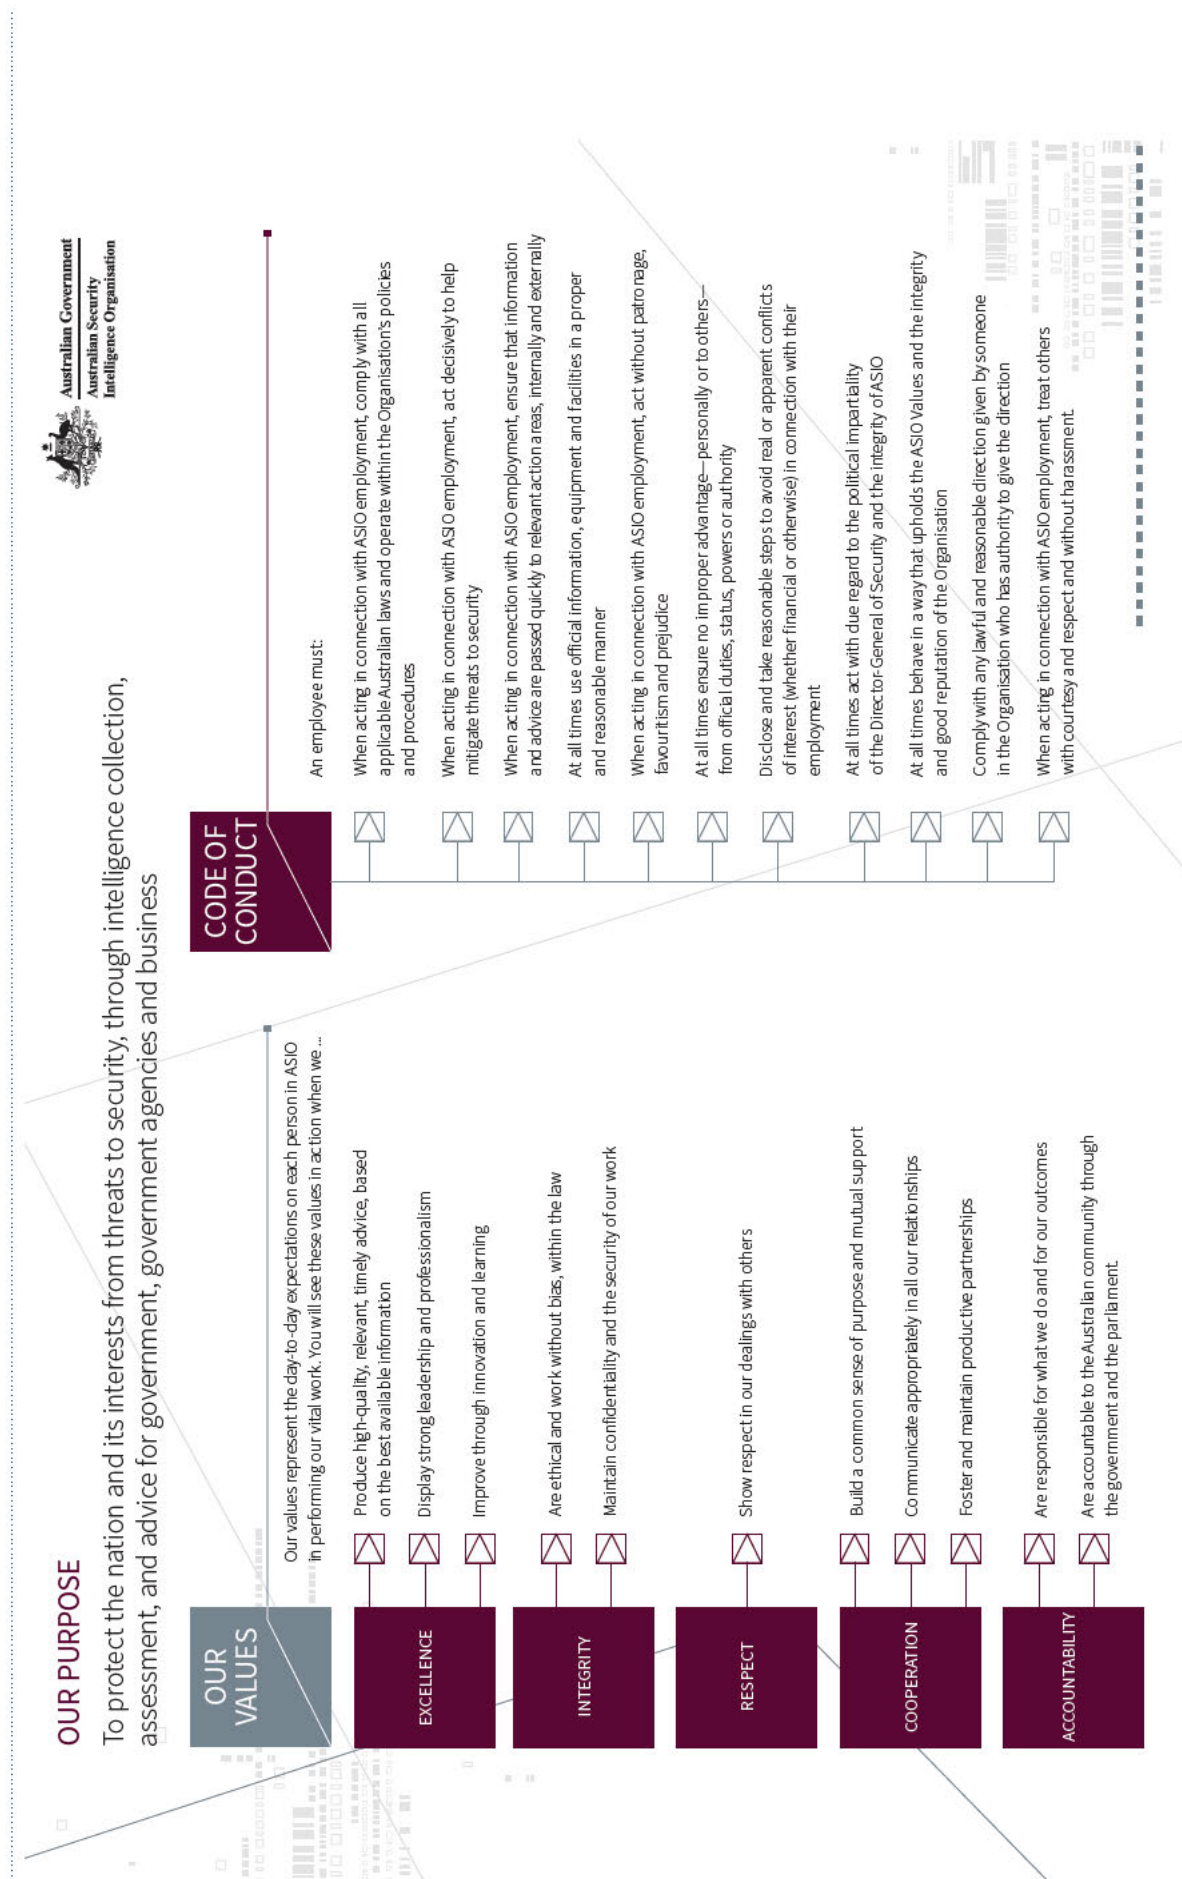 Australian Government
Australian Security
Intelligence Organisation
OUR PURPOSE
To protect the nation and its interests from threats to security, through intelligence collection,
assessment, and advice for government, government agencies and business
OUR
VALUES
Our values represent the day-to-day expectations on each person in ASIO
in performing our vital work. You will see these values in action when we ...
EXCELLENCE
Produce high-quality, relevant, timely advice, based
on the best available information
Display strong leadership and professionalism
Improve through innovation and learning
INTEGRITY
Are ethical and work without bias, within the law
Maintain confidentiality and the security of our work
RESPECT
Show respect in our dealings with others
COOPERATION
Build a common sense of purpose and mutual support
Communicate appropriately in all our relationships
Foster and maintain productive partnerships
ACCOUNTABILITY
Are responsible for what we do and for our outcomes
Are accountable to the Australian community through
the government and the parliament.
CODE OF
CONDUCT
An employee must:
When acting in connection with ASIO employment, comply with all
applicable Australian laws and operate within the Organisation's policies
and procedures
When acting in connection with ASIO employment, act decisively to help
mitigate threats to security
When acting in connection with ASIO employment, ensure that information
and advice are passed quickly to relevant action areas, internally and externally
At all times use official information, equipment and facilities in a proper
and reasonable manner
When acting in connection with ASIO employment, act without patronage,
favouritism and prejudice
At all times ensure no improper advantage—personally or to others—
from official duties, status, powers or authority
Disclose and take reasonable steps to avoid real or apparent conflicts
of interest (whether financial or otherwise) in connection with their
employment
At all times act with due regard to the political impartiality
of the Director-General of Security and the integrity of ASIO
At all times behave in a way that upholds the ASIO Values and the integrity
and good reputation of the Organisation
Comply with any lawful and reasonable direction given by someone
in the Organisation who has authority to give the direction
When acting in connection with ASIO employment, treat others
with courtesy and respect and without harassment.